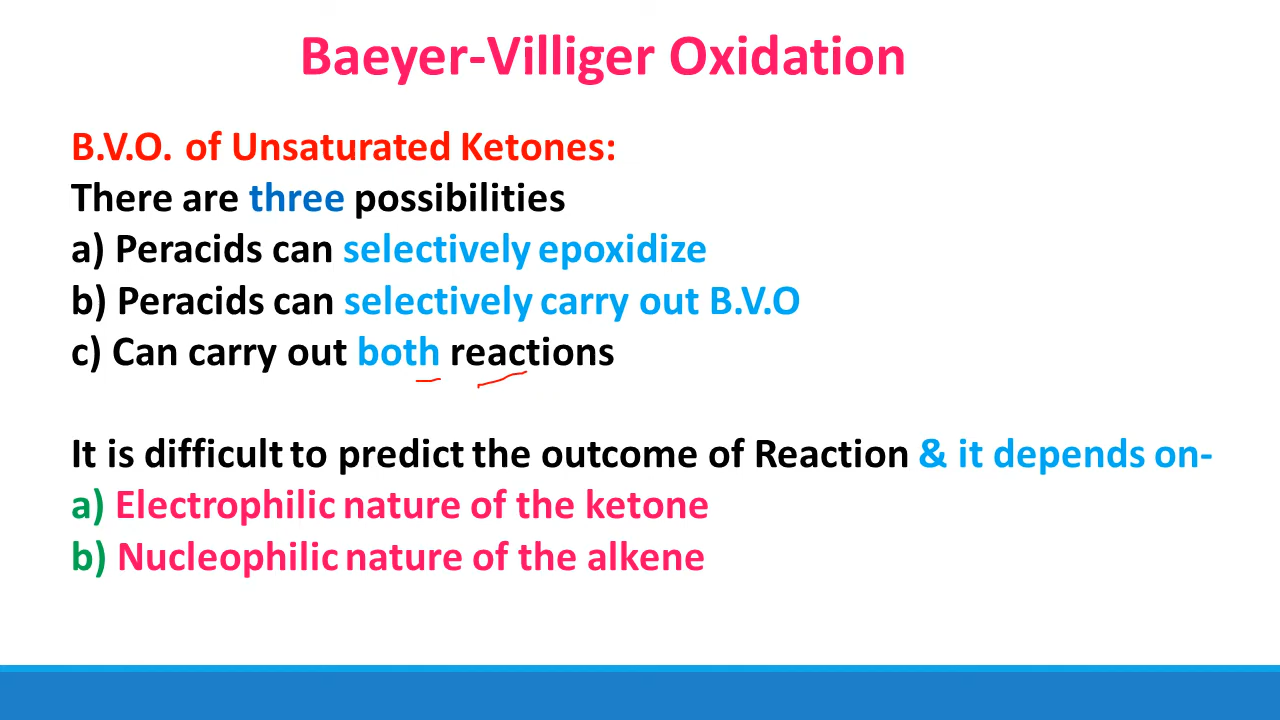 Baeyer-Villiger Oxidation
B.V.O. of Unsaturated Ketones:
There are three possibilities
a) Peracids can selectively epoxidize
b) Peracids can selectively carry out B.V.O
c) Can carry out both reactions
It is difficult to predict the outcome of Reaction & it depends on-
a) Electrophilic nature of the ketone
b) Nucleophilic nature of the alkene